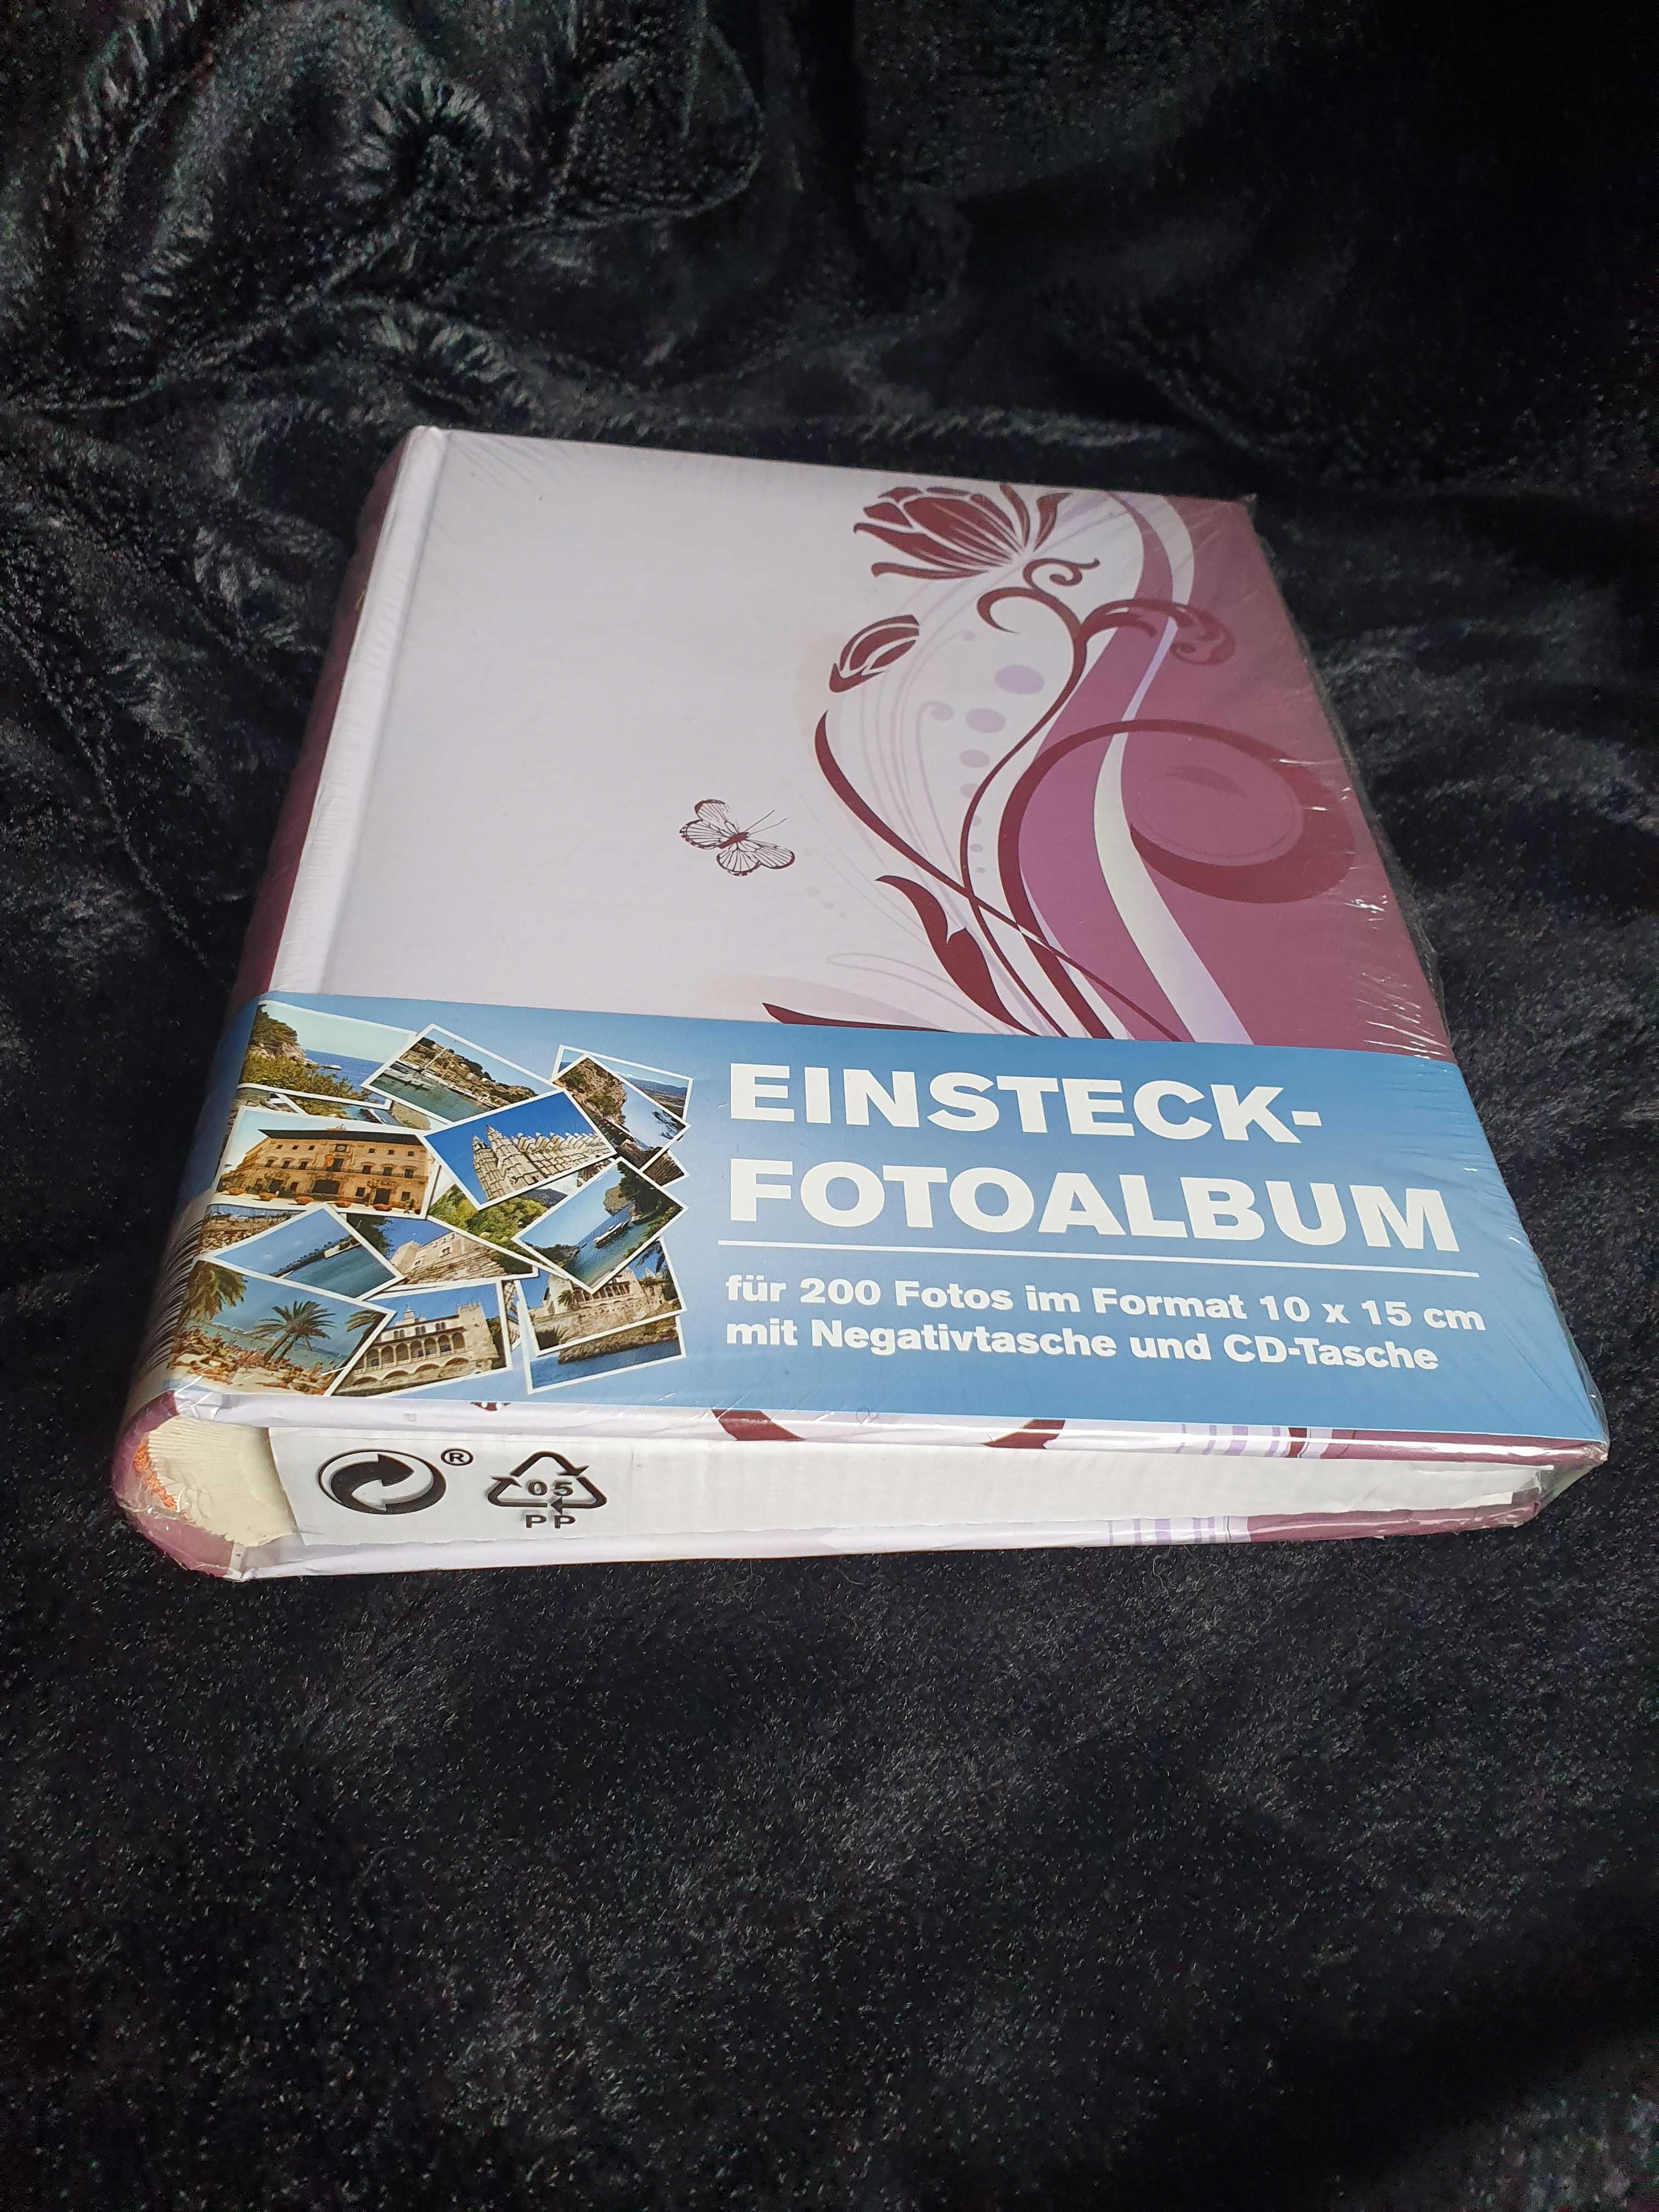 EINSTECK-
FOTOALBUM
für 200 Fotos im Format 10 x 15 cm
mit Negativtasche und CD-Tasche
®
05
PP